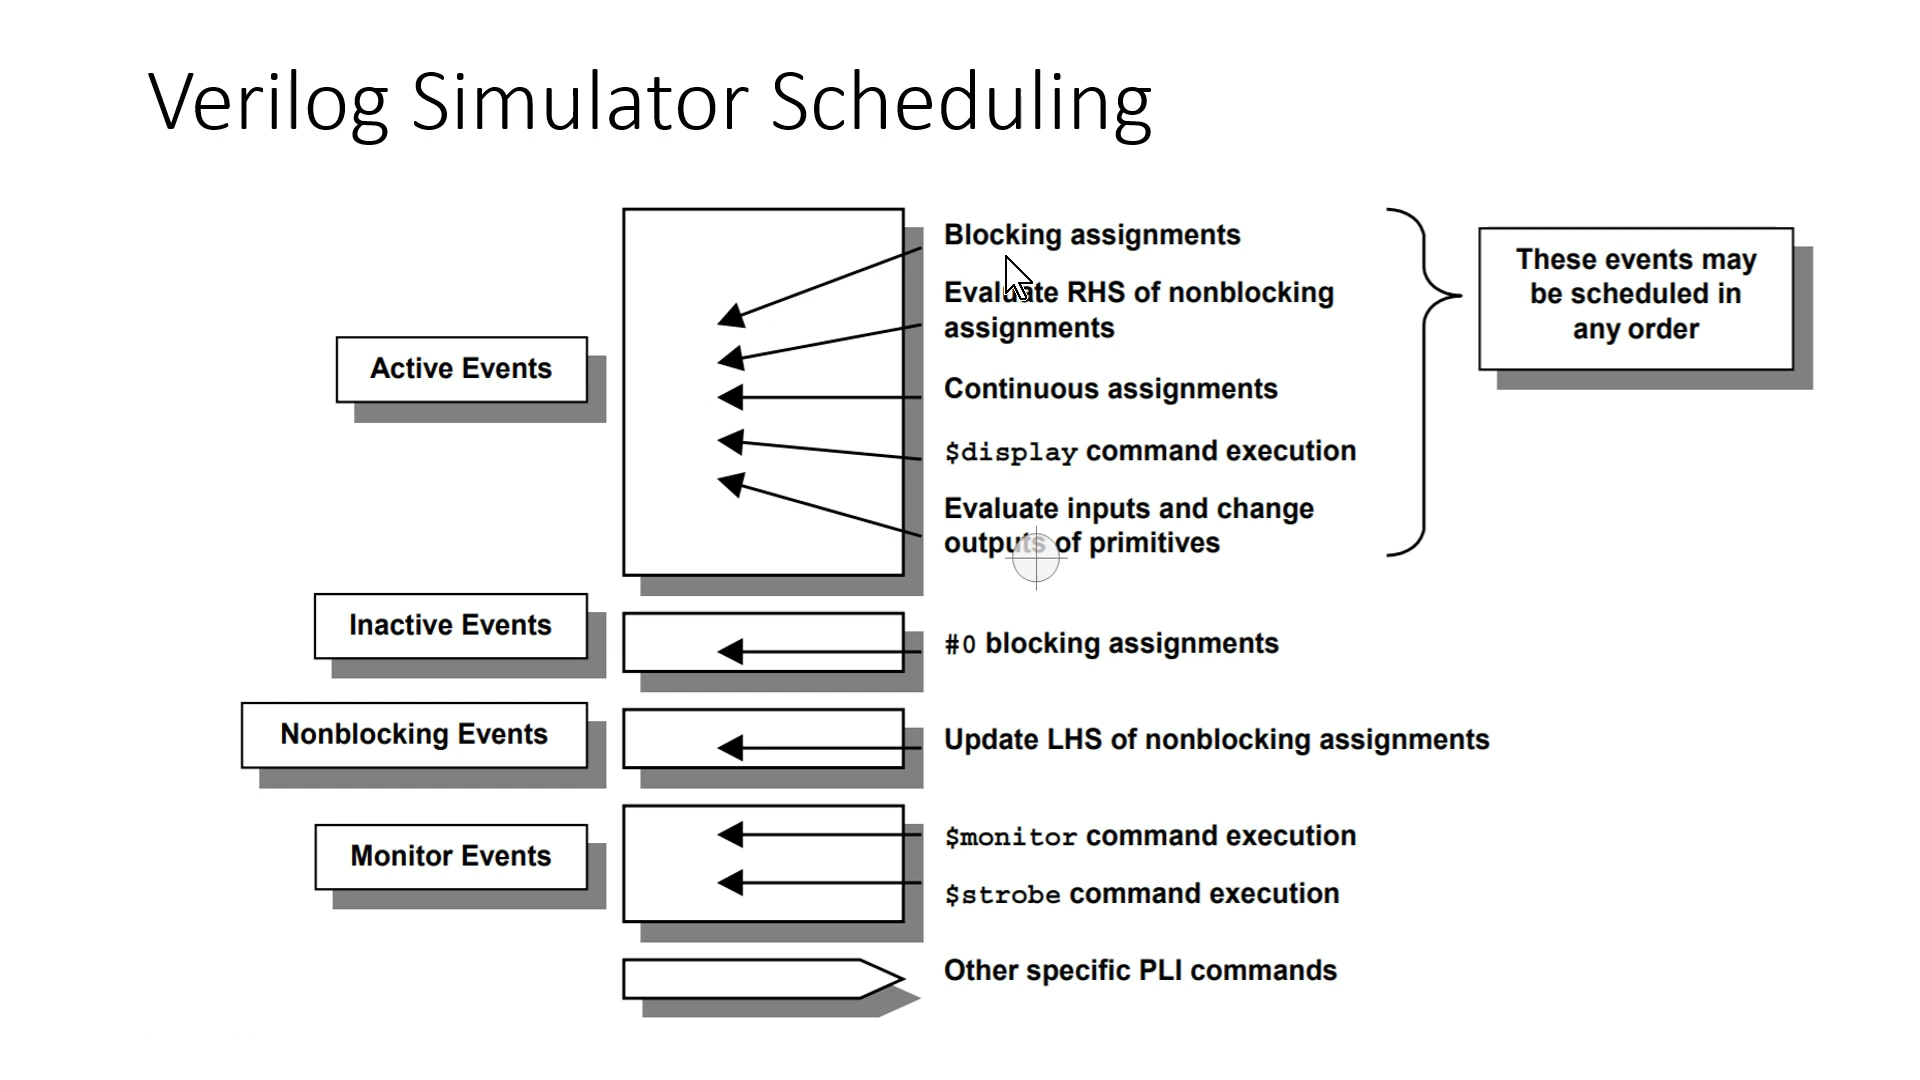 Verilog Simulator Scheduling
Blocking assignments
Evaluate RHS of nonblocking
assignments
Continuous assignments
$display command execution
Evaluate inputs and change
outputs of primitives
These events may
be scheduled in
any order
Active Events
Inactive Events
#0 blocking assignments
Nonblocking Events
Update LHS of nonblocking assignments
Monitor Events
$monitor command execution
$strobe command execution
Other specific PLI commands